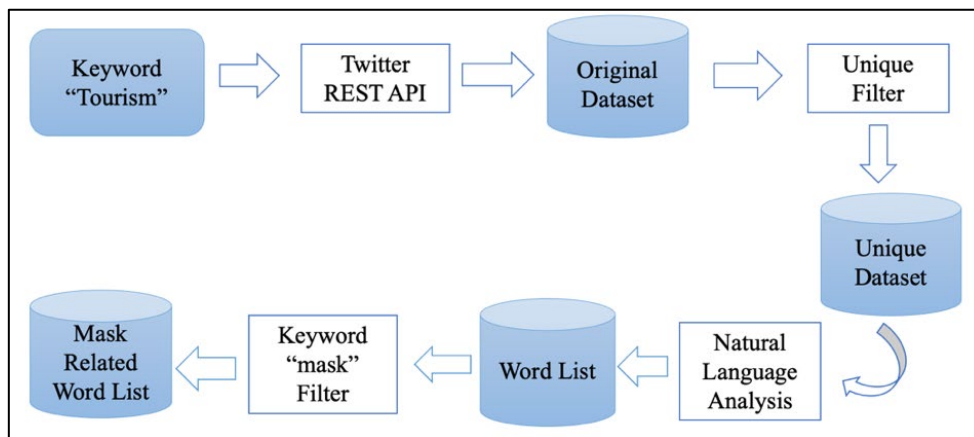 Keyword
“Tourism”
Twitter
REST API
Original
Dataset
Unique
Filter
Unique
Dataset
Natural
Language
Analysis
Word List
Keyword
“mask”
Filter
Mask
Related
Word List